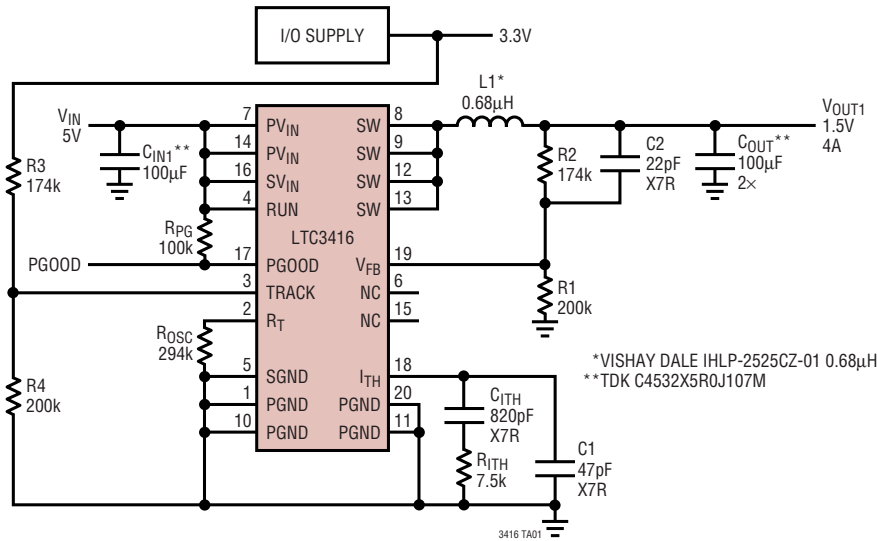 I/O SUPPLY
3.3V
VIN
5V
CIN1**
100µF
R3
174k
RPG
100k
PGOOD
ROSC
294k
R4
200k
7
14
16
4
17
3
2
5
1
10
PVIN
PVIN
SVIN
RUN
PGOOD
TRACK
RT
SGND
PGND
PGND
LTC3416
SW
SW
SW
SW
VFB
NC
NC
ITH
PGND
PGND
8
9
12
13
19
6
15
18
20
11
L1*
0.68µH
R2
174k
C2
22pF
X7R
COUT**
100µF
2×
VOUT1
1.5V
4A
R1
200k
CITH
820pF
X7R
RITH
7.5k
C1
47pF
X7R
*VISHAY DALE IHLP-2525CZ-01 0.68µH
**TDK C4532X5R0J107M
3416 TA01